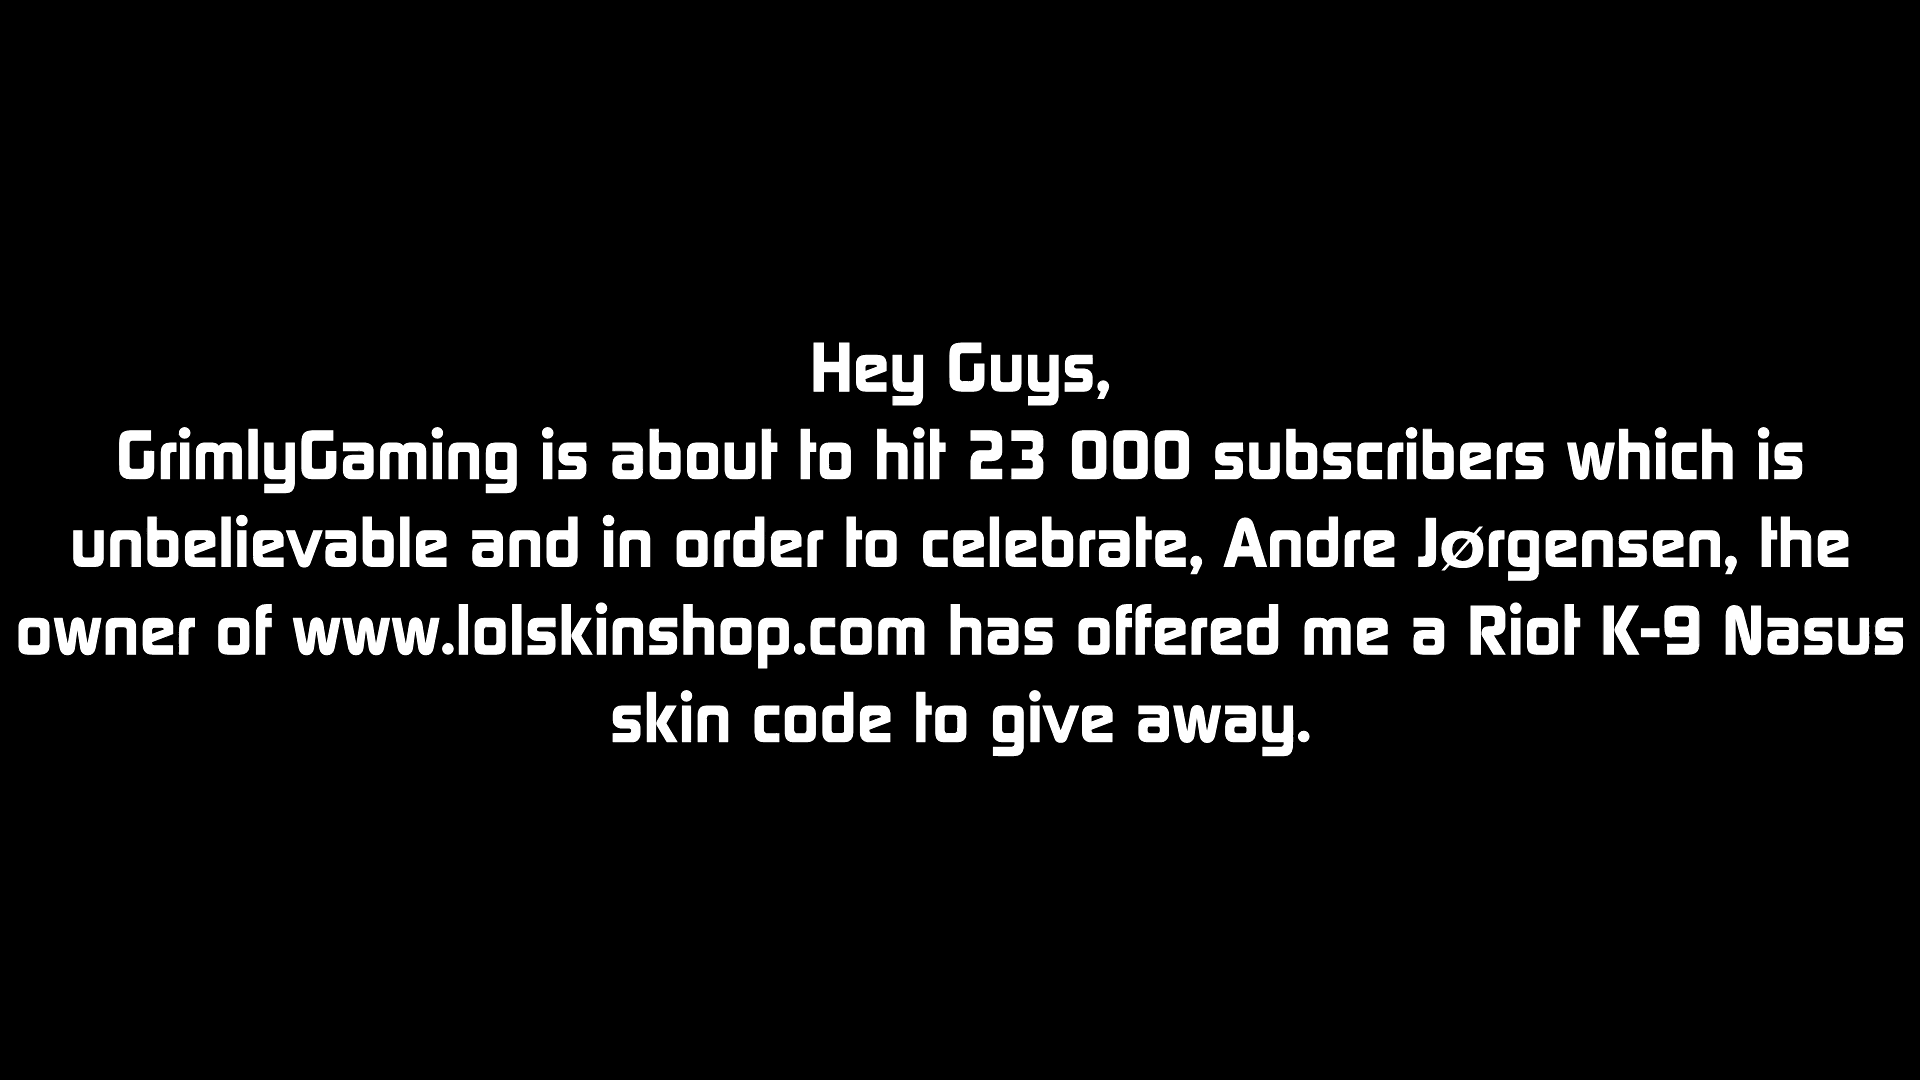 Hey Guys,
GrimlyGaming is about to hit 23 000 subscribers which is
unbelievable and in order to celebrate, Andre Jørgensen, the
owner of www.lolskinshop.com has offered me a Riot K-9 Nasus
skin code to give away.